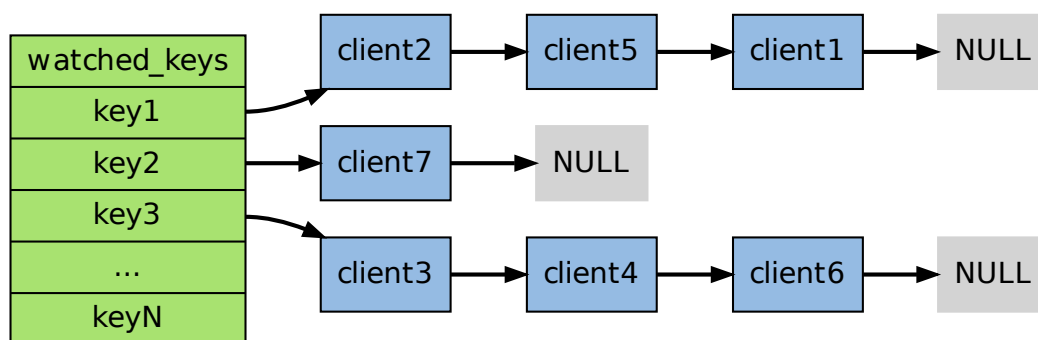 watched_keys
key1
key2
key3
...
keyN
client2
client5
client1
NULL
client7
NULL
client3
client4
client6
NULL